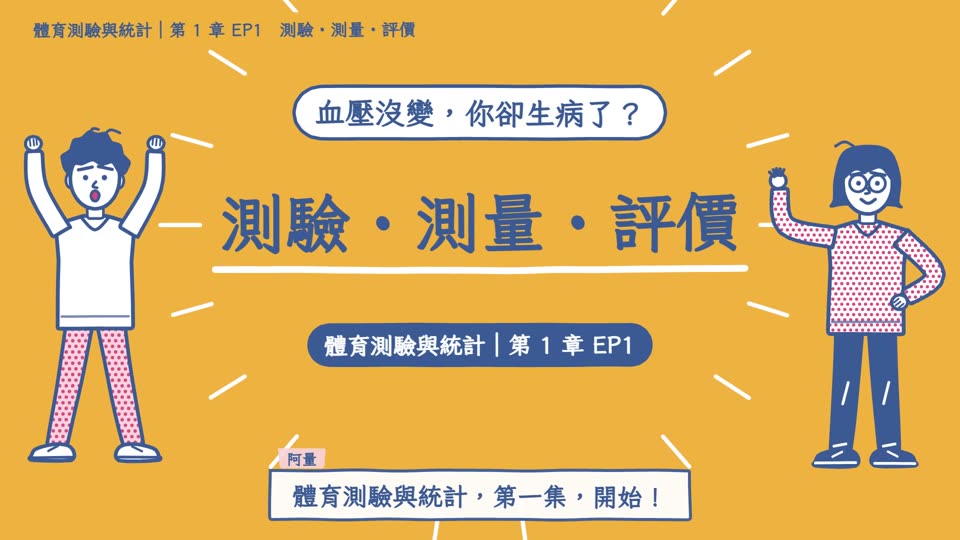 體育測驗與統計｜第 1 章 EP1　測驗・測量・評價
血壓沒變，你卻生病了？
測驗・測量・評價
體育測驗與統計｜第 1 章 EP1
阿量
體育測驗與統計，第一集，開始！